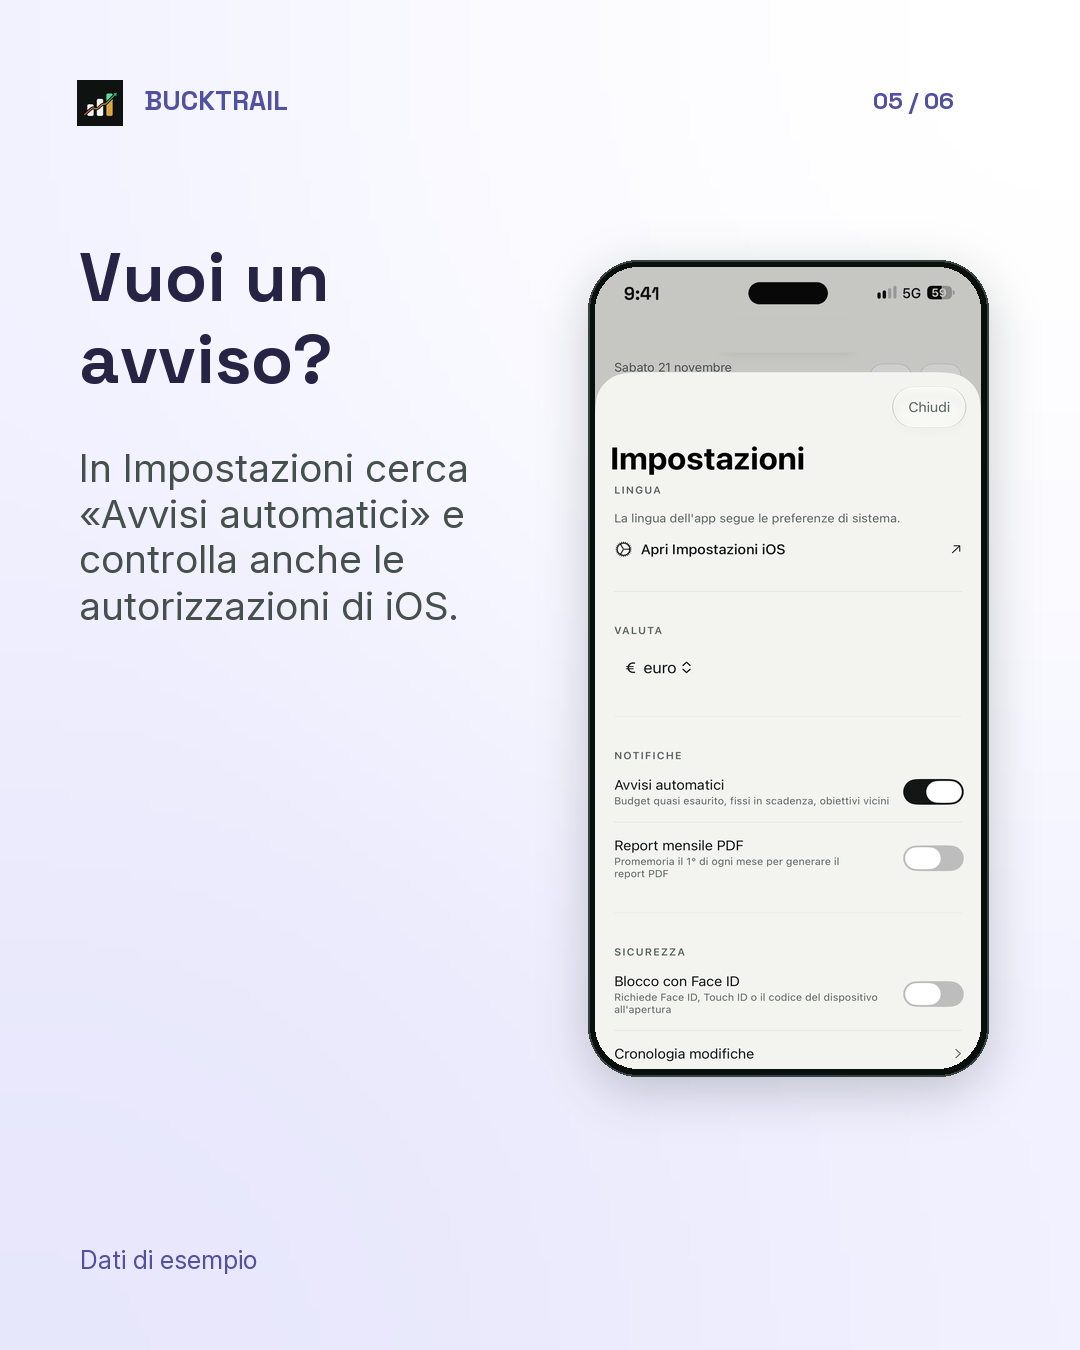 BUCKTRAIL
05 / 06
Vuoi un
avviso?
In Impostazioni cerca
«Avvisi automatici» e
controlla anche le
autorizzazioni di iOS.
9:41
5G
59
Sabato 21 novembre
Chiudi
Impostazioni
LINGUA
La lingua dell'app segue le preferenze di sistema.
Apri Impostazioni iOS
VALUTA
€ euro
NOTIFICHE
Avvisi automatici
Budget quasi esaurito, fissi in scadenza, obiettivi vicini
Report mensile PDF
Promemoria il 1° di ogni mese per generare il
report PDF
SICUREZZA
Blocco con Face ID
Richiede Face ID, Touch ID o il codice del dispositivo
all'apertura
Cronologia modifiche
Dati di esempio